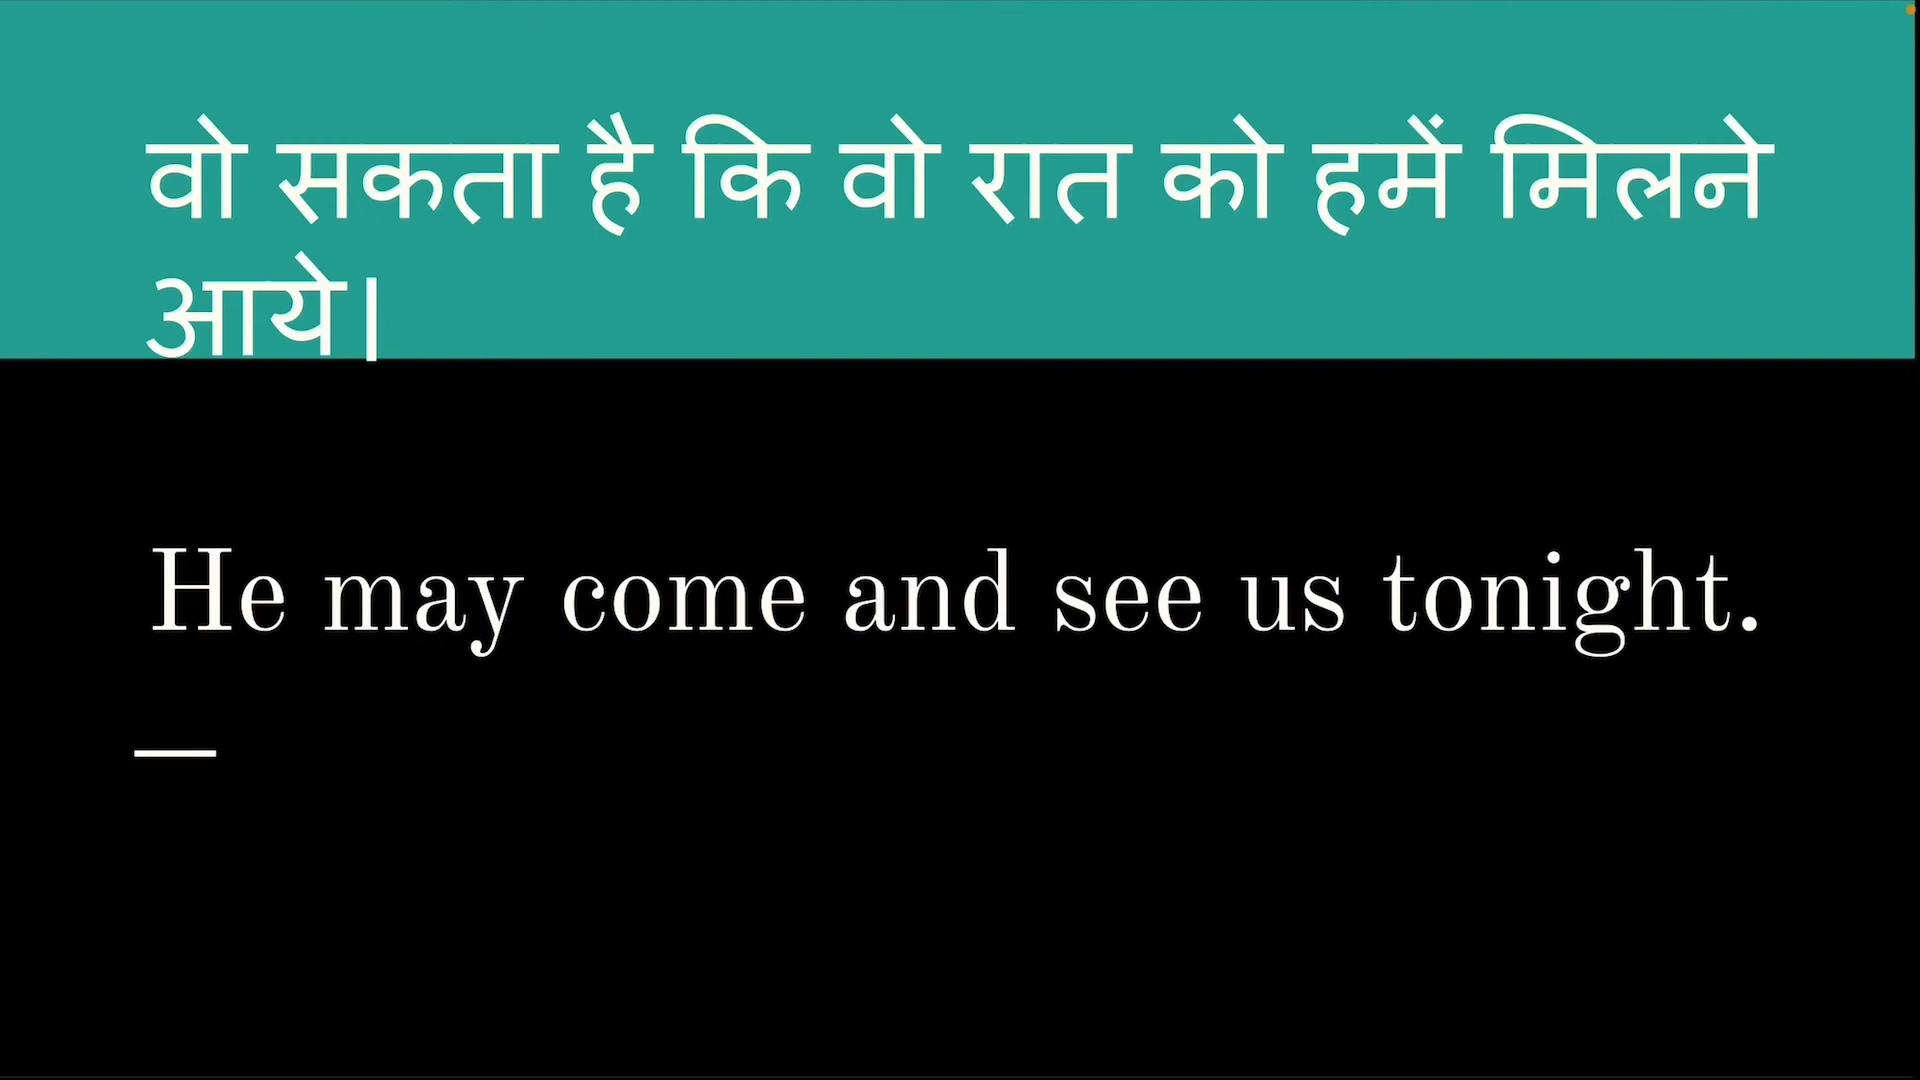 वो सकता है कि वो रात को हमें मिलने
आये।
He may come and see us tonight.